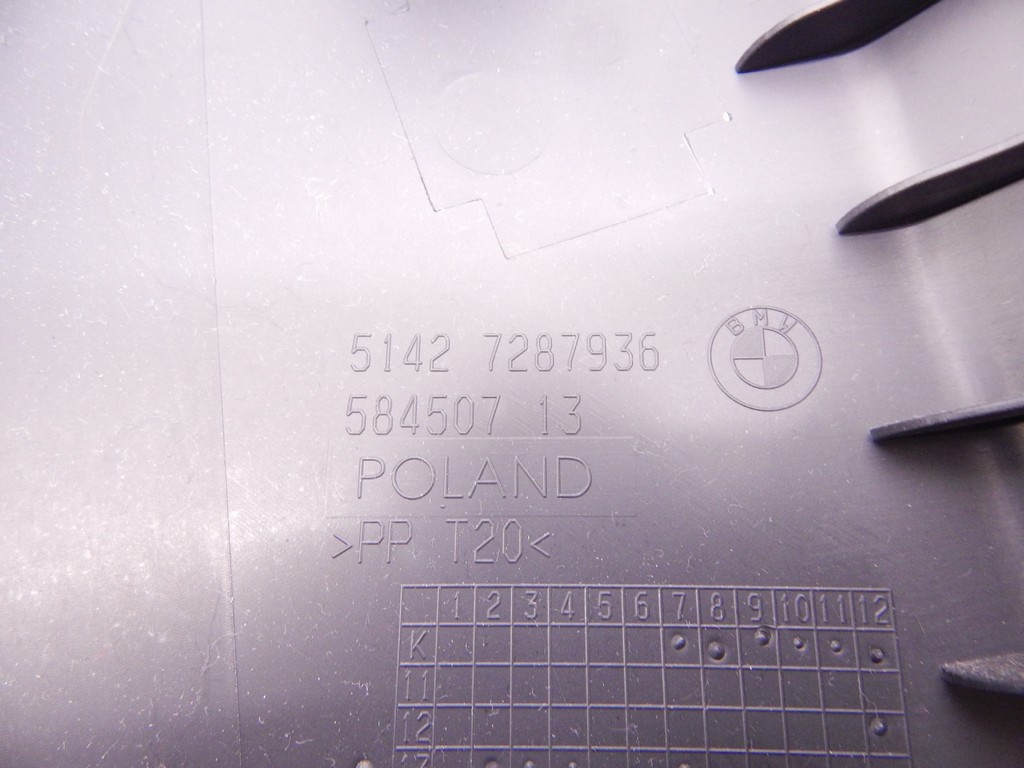 5142 7287936
BMW
584507 13
POLAND
>PP T20<
1 2 3 4 5 6 7 8 9 10 11 12
K
11
12